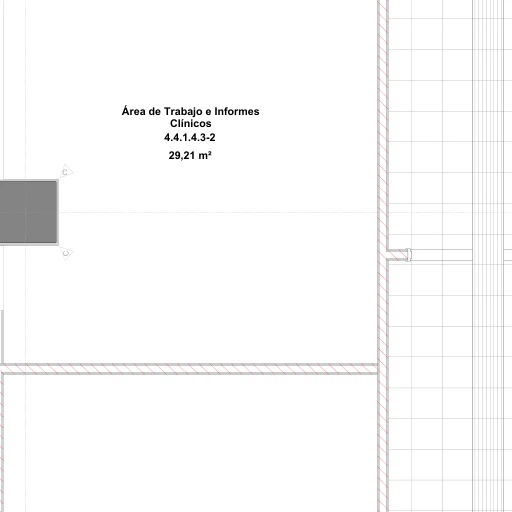 Área de Trabajo e Informes
Clínicos
4.4.1.4.3-2
29,21 m²
C
C